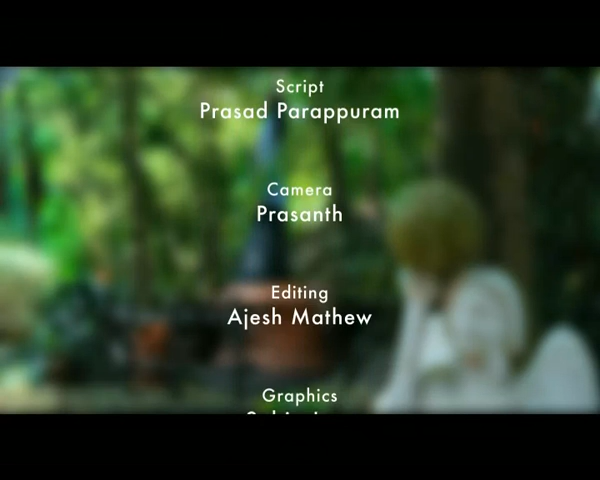 Script
Prasad Parappuram
Camera
Prasanth
Editing
Ajesh Mathew
Graphics